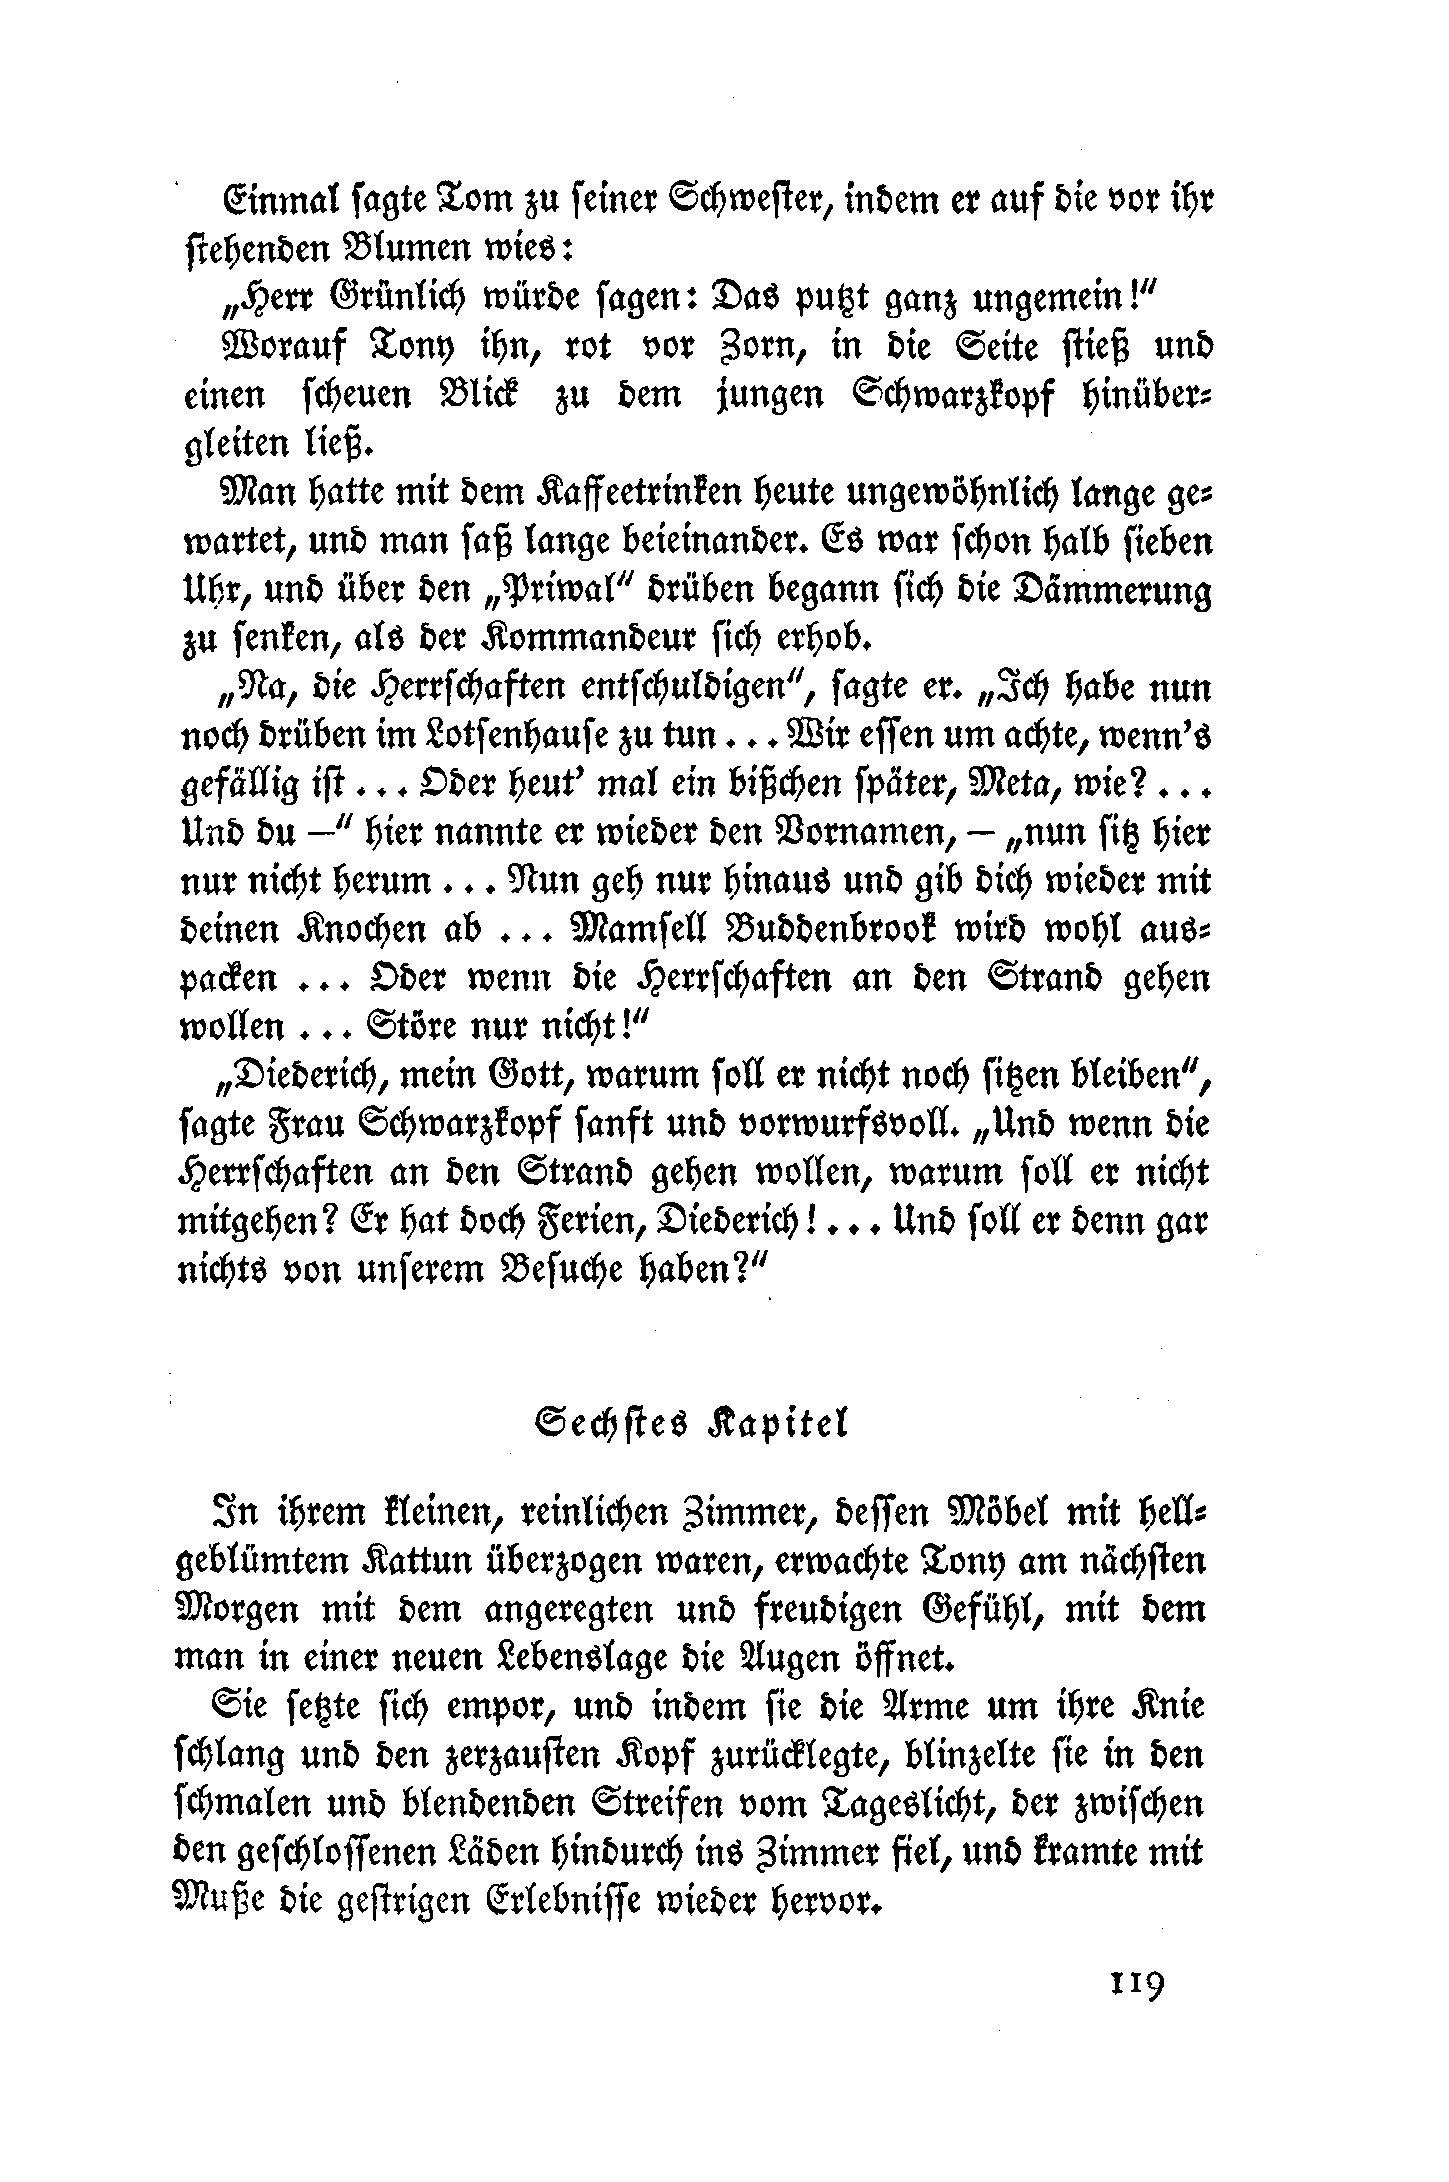 Einmal sagte Tom zu seiner Schwester, indem er auf die vor ihr
stehenden Blumen wies:
„Herr Grünlich würde sagen: Das putzt ganz ungemein!“
Worauf Tony ihn, rot vor Zorn, in die Seite stieß und
einen scheuen Blick zu dem jungen Schwarzkopf hinüber-
gleiten ließ.
Man hatte mit dem Kaffeetrinken heute ungewöhnlich lange ge-
wartet, und man saß lange beieinander. Es war schon halb sieben
Uhr, und über den „Priwal“ drüben begann sich die Dämmerung
zu senken, als der Kommandeur sich erhob.
„Na, die Herrschaften entschuldigen“, sagte er. „Ich habe nun
noch drüben im Lotsenhause zu tun... Wir essen um achte, wenn's
gefällig ist... Oder heut' mal ein bißchen später, Meta, wie?...
Und du —“ hier nannte er wieder den Vornamen, — „nun sitz hier
nur nicht herum... Nun geh nur hinaus und gib dich wieder mit
deinen Knochen ab ... Mamsell Buddenbrook wird wohl aus-
packen ... Oder wenn die Herrschaften an den Strand gehen
wollen ... Störe nur nicht!“
„Diederich, mein Gott, warum soll er nicht noch sitzen bleiben“,
sagte Frau Schwarzkopf sanft und vorwurfsvoll. „Und wenn die
Herrschaften an den Strand gehen wollen, warum soll er nicht
mitgehen? Er hat doch Ferien, Diederich!... Und soll er denn gar
nichts von unserem Besuche haben?“
Sechstes Kapitel
In ihrem kleinen, reinlichen Zimmer, dessen Möbel mit hell-
geblümtem Kattun überzogen waren, erwachte Tony am nächsten
Morgen mit dem angeregten und freudigen Gefühl, mit dem
man in einer neuen Lebenslage die Augen öffnet.
Sie setzte sich empor, und indem sie die Arme um ihre Knie
schlang und den zerzausten Kopf zurücklegte, blinzelte sie in den
schmalen und blendenden Streifen vom Tageslicht, der zwischen
den geschlossenen Läden hindurch ins Zimmer fiel, und kramte mit
Muße die gestrigen Erlebnisse wieder hervor.
119